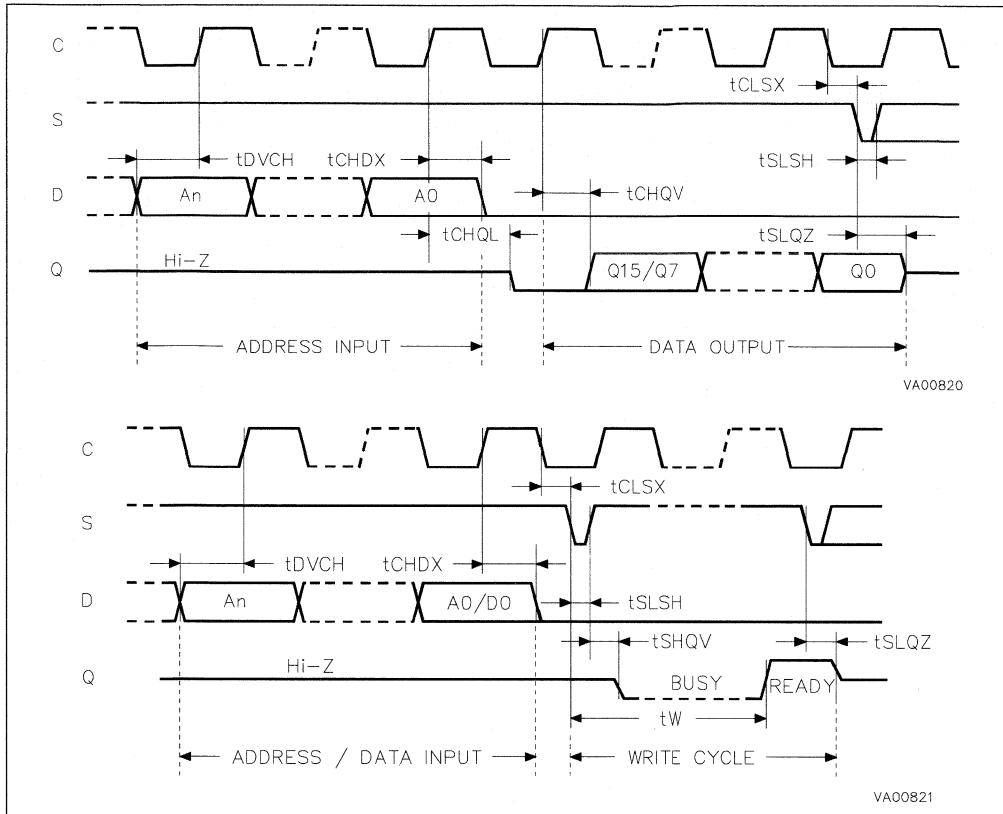 C
tCLSX
S
tDVCH
tCHDX
tSLSH
D
An
A0
tCHQV
tCHQL
tSLQZ
Q
Hi-Z
Q15/Q7
Q0
ADDRESS INPUT
DATA OUTPUT
VA00820
C
tCLSX
S
tDVCH
tCHDX
D
An
A0/D0
tSLSH
tSHQV
tSLQZ
Q
Hi-Z
BUSY
READY
tW
ADDRESS / DATA INPUT
WRITE CYCLE
VA00821